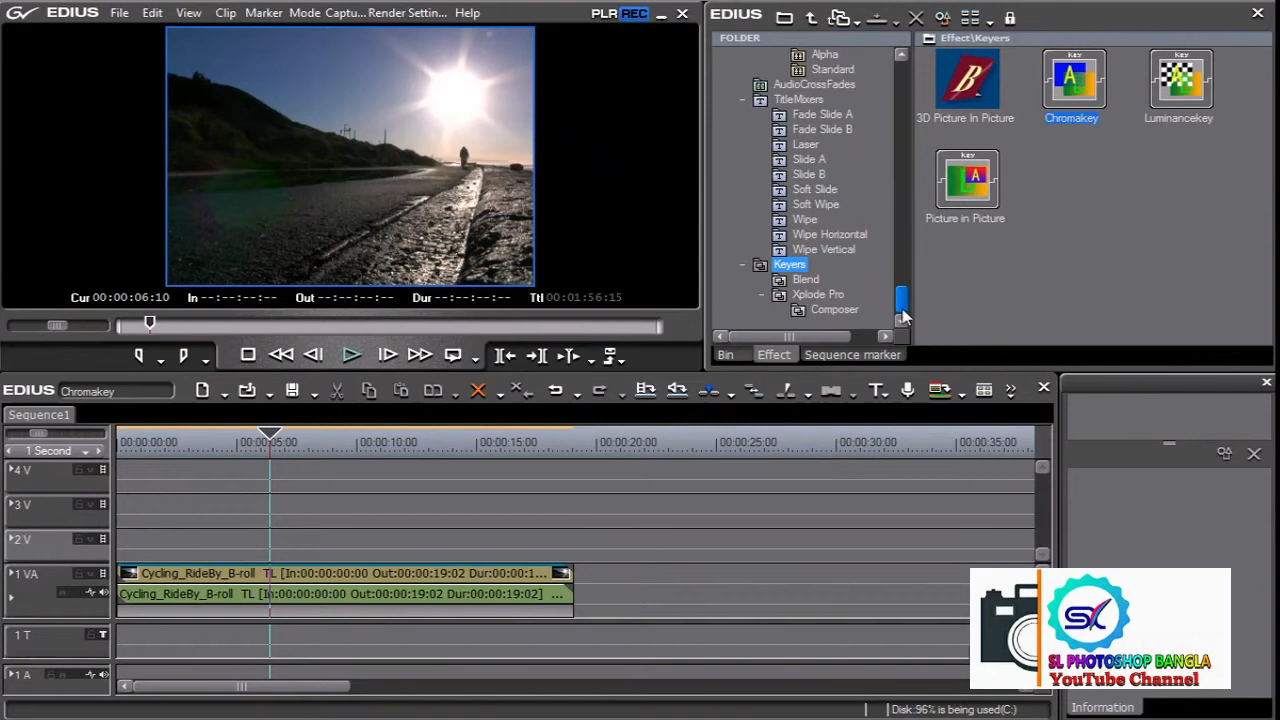 File Edit View Clip Marker Mode Captu... Render Settin... Help
PLR REC
Cur 00:00:06:10 In --:--:--:-- Out --:--:--:-- Dur --:--:--:-- Ttl 00:01:56:15
EDIUS
FOLDER
Alpha
Standard
AudioCrossFades
TitleMixers
Fade Slide A
Fade Slide B
Laser
Slide A
Slide B
Soft Slide
Soft Wipe
Wipe
Wipe Horizontal
Wipe Vertical
Keyers
Blend
Xplode Pro
Composer
Bin Effect Sequence marker
Effect\Keyers
Key Key
B A A
3D Picture In Picture Chromakey Luminancekey
Key
A
Picture in Picture
EDIUS Chromakey
Sequence1
1 Second
00:00:00:00 00:00:05:00 00:00:10:00 00:00:15:00 00:00:20:00 00:00:25:00 00:00:30:00 00:00:35:00
4 V
3 V
2 V
1 VA
Cycling_RideBy_B-roll TL [In:00:00:00:00 Out:00:00:19:02 Dur:00:00:1...
Cycling_RideBy_B-roll TL [In:00:00:00:00 Out:00:00:19:02 Dur:00:00:19:02] ...
1 T
1 A
SL PHOTOSHOP BANGLA
YouTube Channel
Disk:96% is being used(C:)
Information